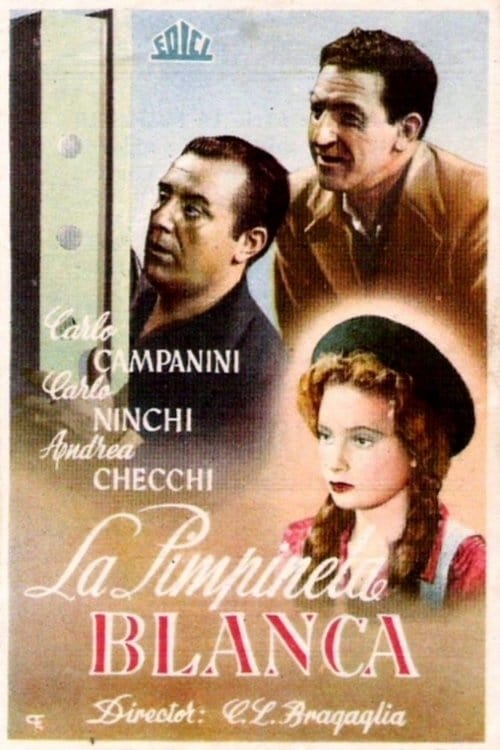 EDICI
Carlo
CAMPANINI
Carlo
NINCHI
Andrea
CHECCHI
La Pimpinela
BLANCA
Director: C. L. Bragaglia